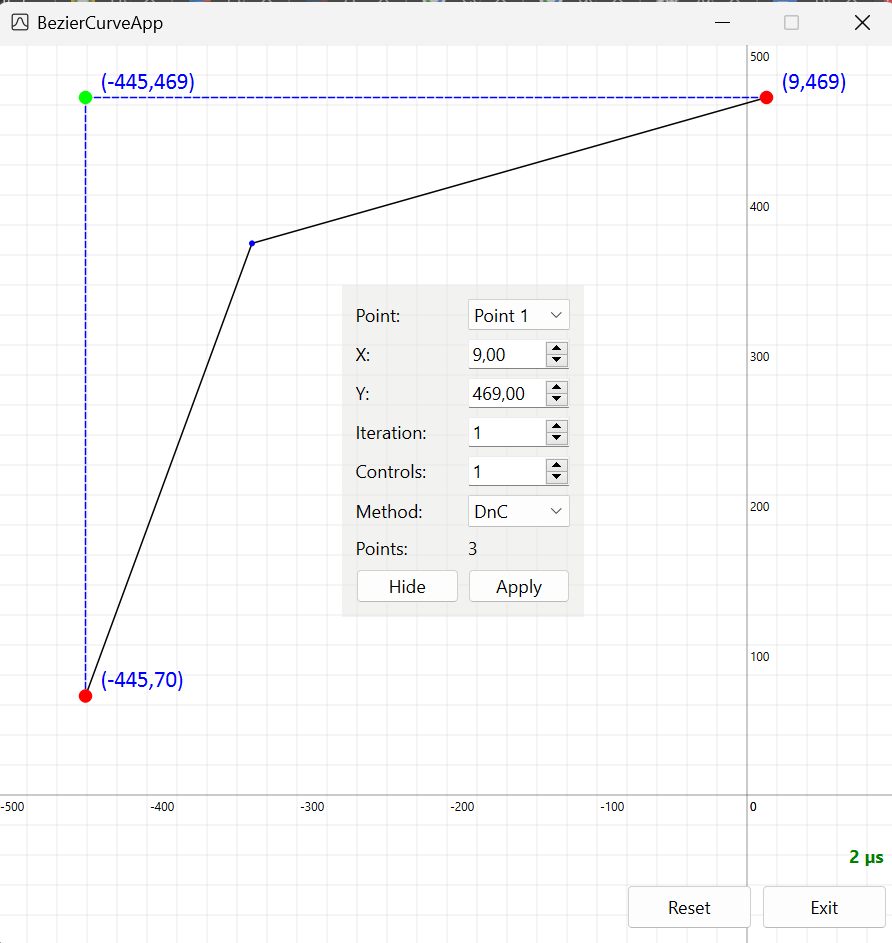 BezierCurveApp
500
(-445,469)
(9,469)
400
Point: Point 1
X: 9,00
300
Y: 469,00
Iteration: 1
Controls: 1
Method: DnC
200
Points: 3
Hide Apply
100
(-445,70)
-500 -400 -300 -200 -100 0
2 µs
Reset Exit